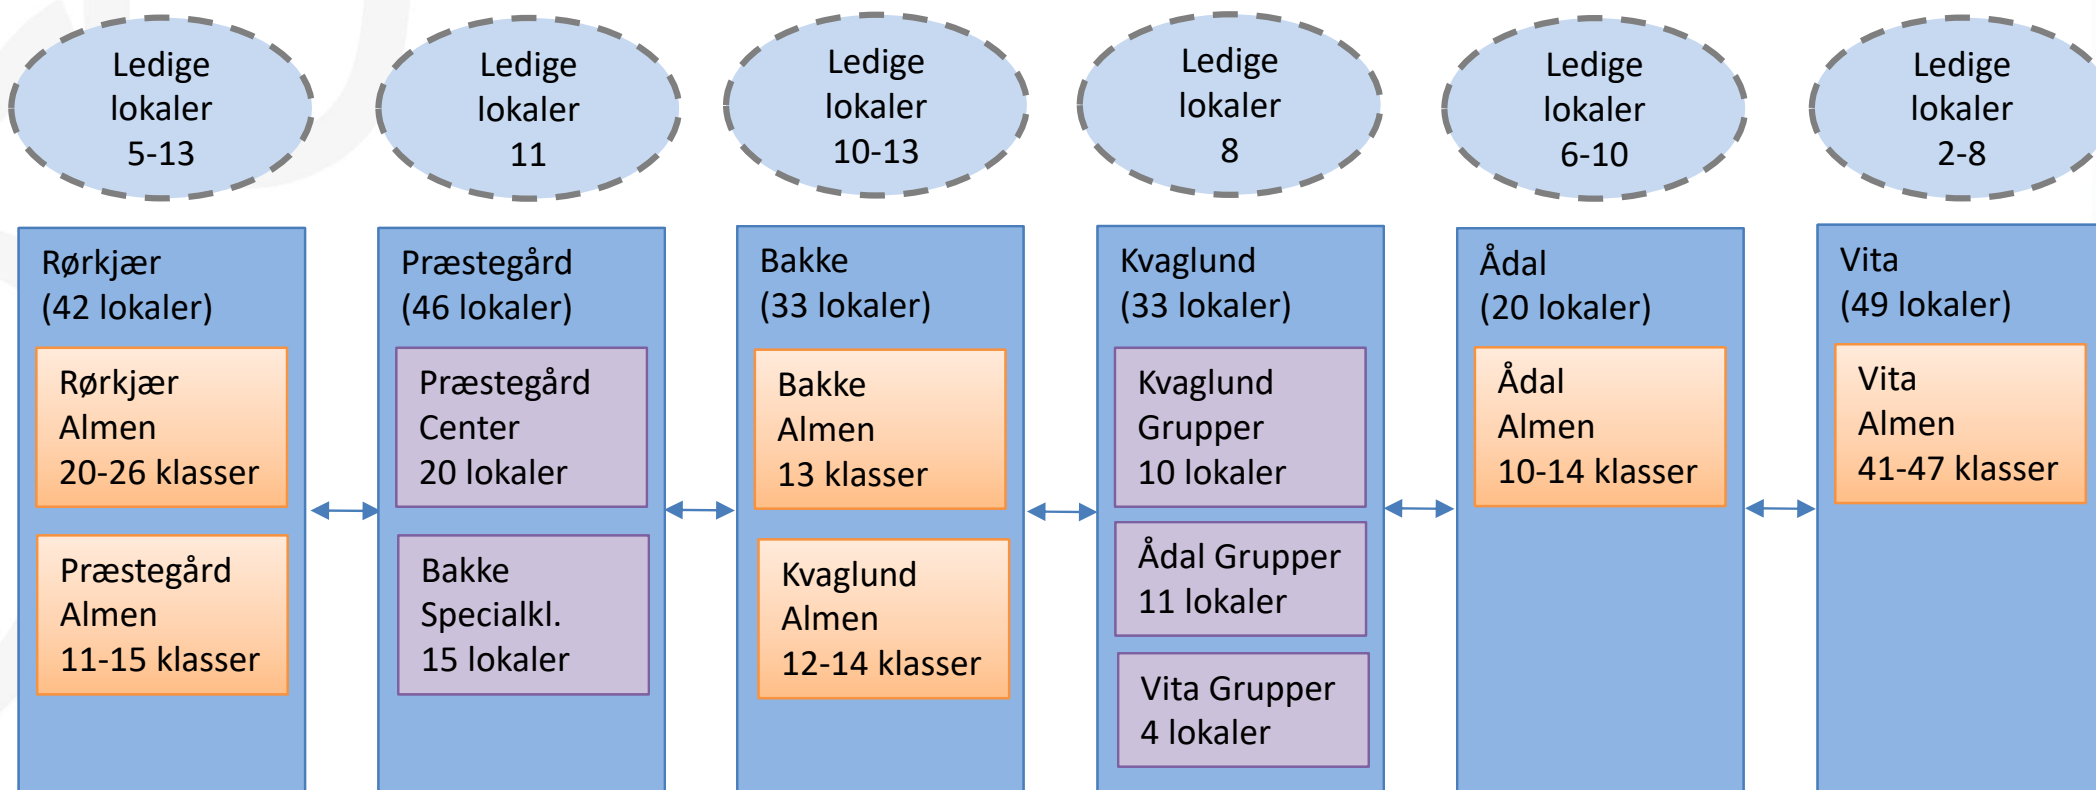 Ledige
lokaler
5-13
Ledige
lokaler
11
Ledige
lokaler
10-13
Ledige
lokaler
8
Ledige
lokaler
6-10
Ledige
lokaler
2-8
Rørkjær
(42 lokaler)
Rørkjær
Almen
20-26 klasser
Præstegård
Almen
11-15 klasser
Præstegård
(46 lokaler)
Præstegård
Center
20 lokaler
Bakke
Specialkl.
15 lokaler
Bakke
(33 lokaler)
Bakke
Almen
13 klasser
Kvaglund
Almen
12-14 klasser
Kvaglund
(33 lokaler)
Kvaglund
Grupper
10 lokaler
Ådal Grupper
11 lokaler
Vita Grupper
4 lokaler
Ådal
(20 lokaler)
Ådal
Almen
10-14 klasser
Vita
(49 lokaler)
Vita
Almen
41-47 klasser